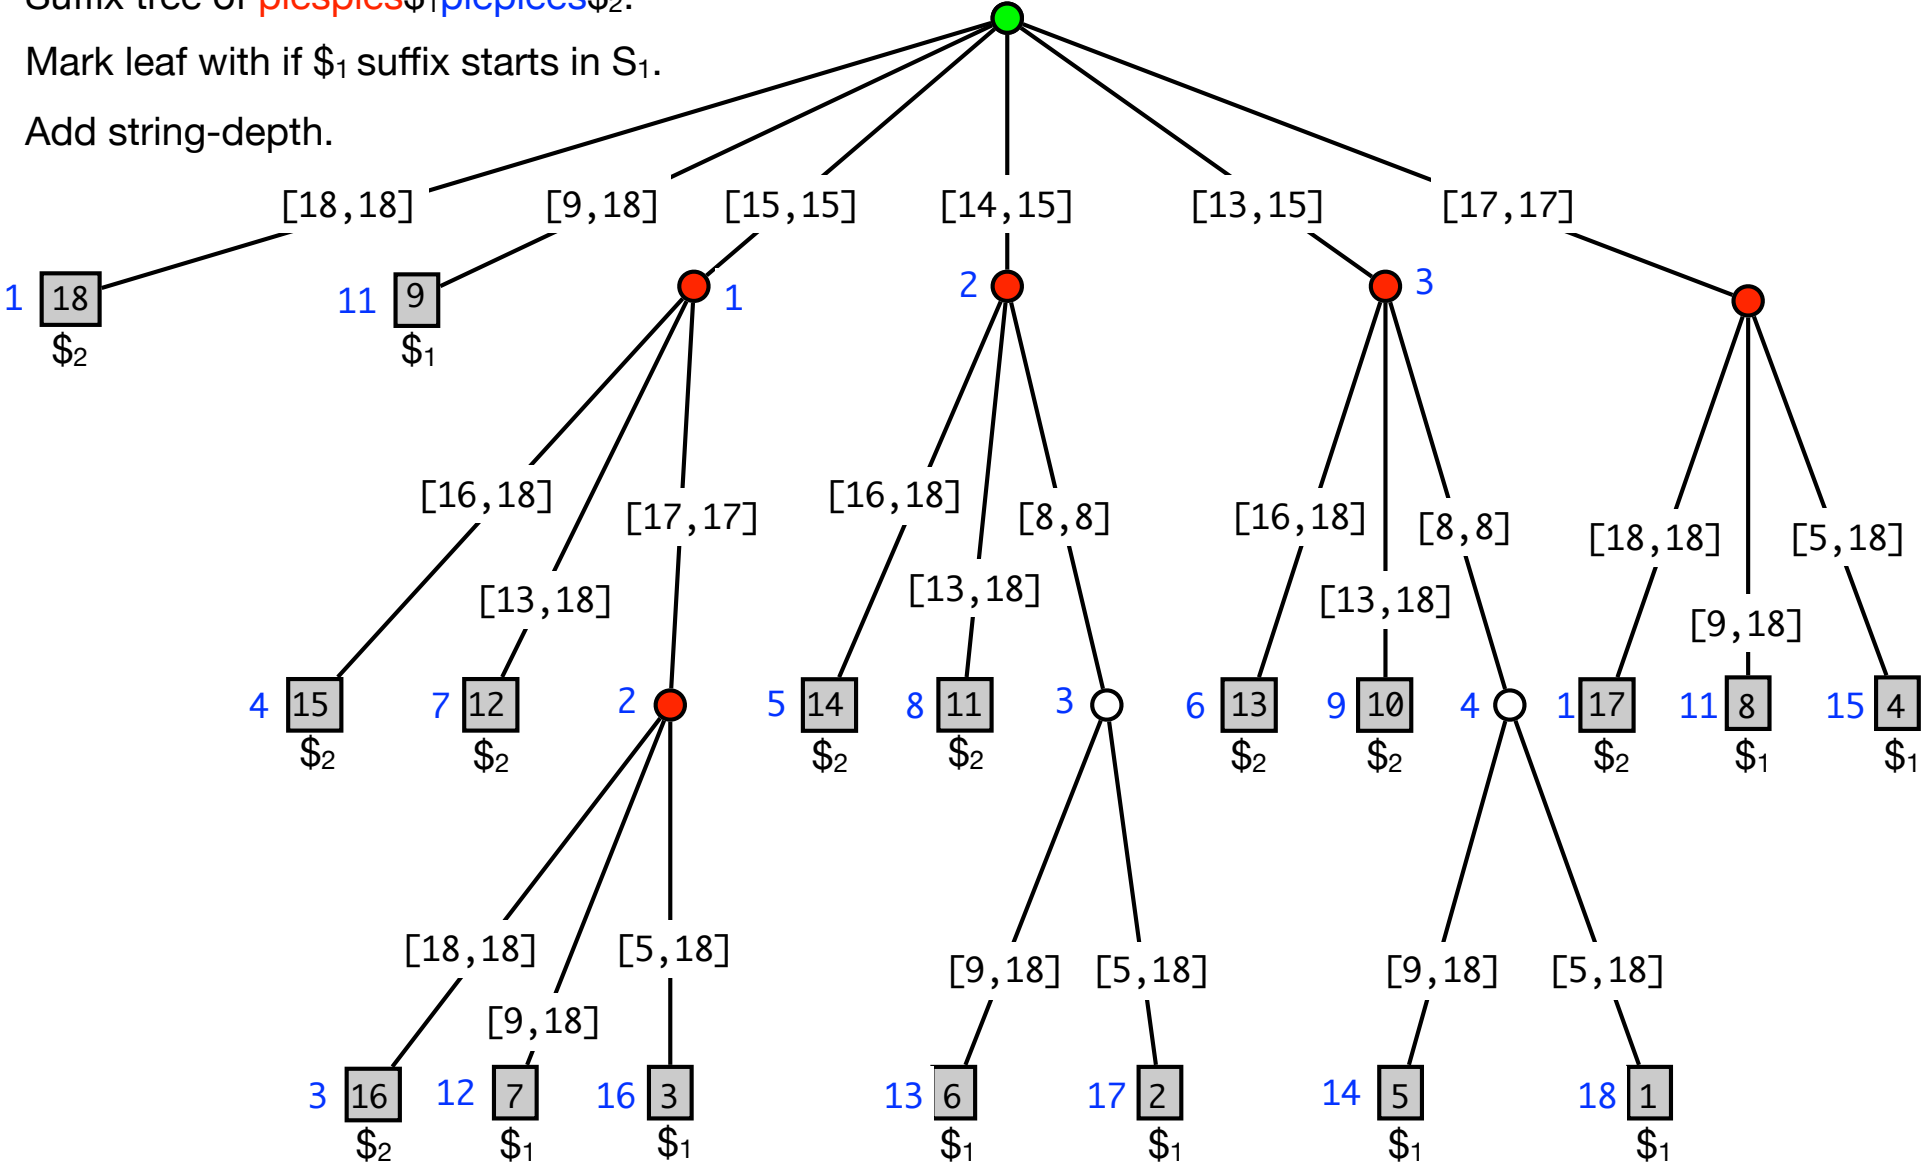 Suffix tree of piespies$₁piepiees$₂.
Mark leaf with if $₁ suffix starts in S₁.
Add string-depth.
[18,18] [9,18] [15,15] [14,15] [13,15] [17,17]
1 18 11 9 1 2 3
$₂ $₁
[16,18] [17,17] [16,18] [8,8] [16,18] [8,8] [18,18] [5,18]
[13,18] [13,18] [13,18] [9,18]
4 15 7 12 2 5 14 8 11 3 6 13 9 10 4 1 17 11 8 15 4
$₂ $₂ $₂ $₂ $₂ $₂ $₂ $₁ $₁
[18,18] [5,18] [9,18] [5,18] [9,18] [5,18]
[9,18]
3 16 12 7 16 3 13 6 17 2 14 5 18 1
$₂ $₁ $₁ $₁ $₁ $₁ $₁